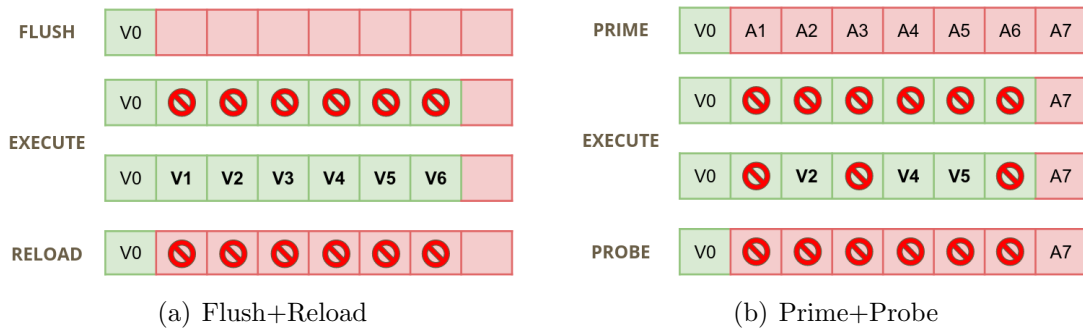 FLUSH V0
V0
EXECUTE
V0 V1 V2 V3 V4 V5 V6
RELOAD V0
(a) Flush+Reload
PRIME V0 A1 A2 A3 A4 A5 A6 A7
V0 A7
EXECUTE
V0 V2 V4 V5 A7
PROBE V0 A7
(b) Prime+Probe